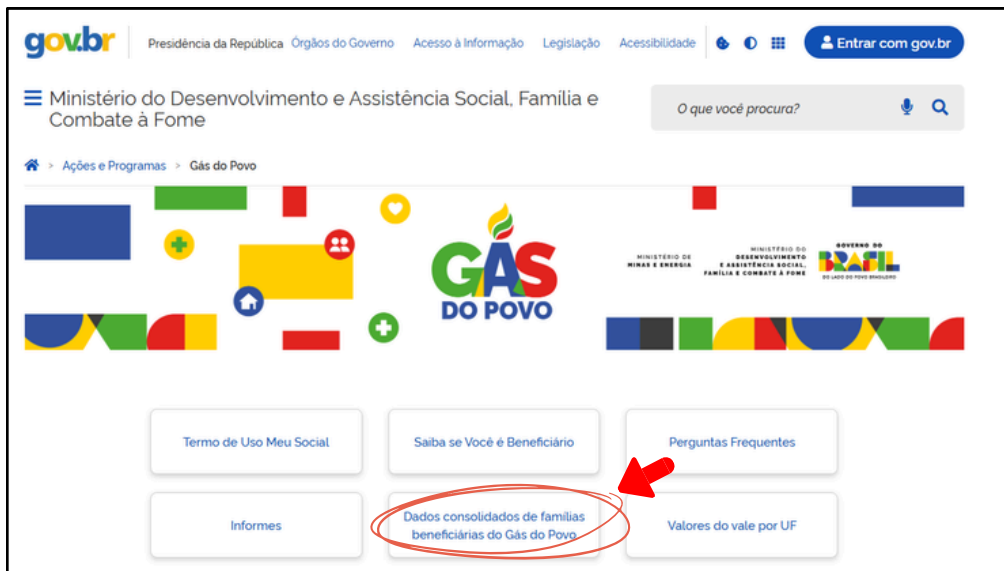 gov.br
Presidência da República Órgãos do Governo Acesso à Informação Legislação Acessibilidade Entrar com gov.br
Ministério do Desenvolvimento e Assistência Social, Família e
Combate à Fome
O que você procura?
> Ações e Programas > Gás do Povo
GÁS
DO POVO
MINISTÉRIO DE
MINAS E ENERGIA
MINISTÉRIO DO
DESENVOLVIMENTO
E ASSISTÊNCIA SOCIAL,
FAMÍLIA E COMBATE À FOME
GOVERNO DO
BRASIL
DO LADO DO POVO BRASILEIRO
Termo de Uso Meu Social
Saiba se Você é Beneficiário
Perguntas Frequentes
Informes
Dados consolidados de famílias
beneficiárias do Gás do Povo
Valores do vale por UF